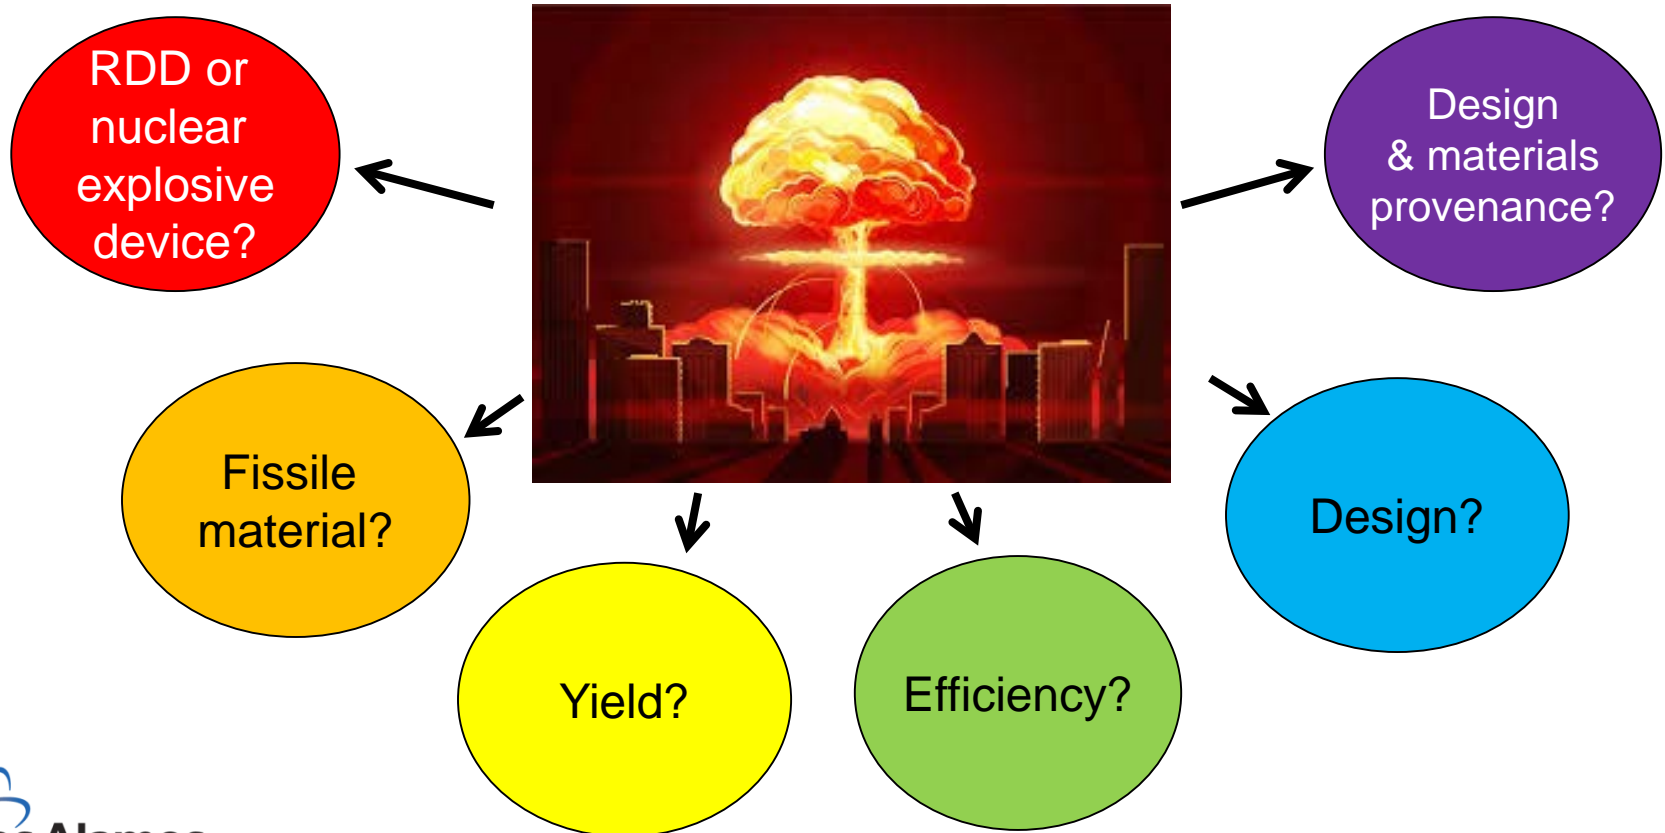 RDD or
nuclear
explosive
device?
Design
& materials
provenance?
Fissile
material?
Design?
Yield?
Efficiency?